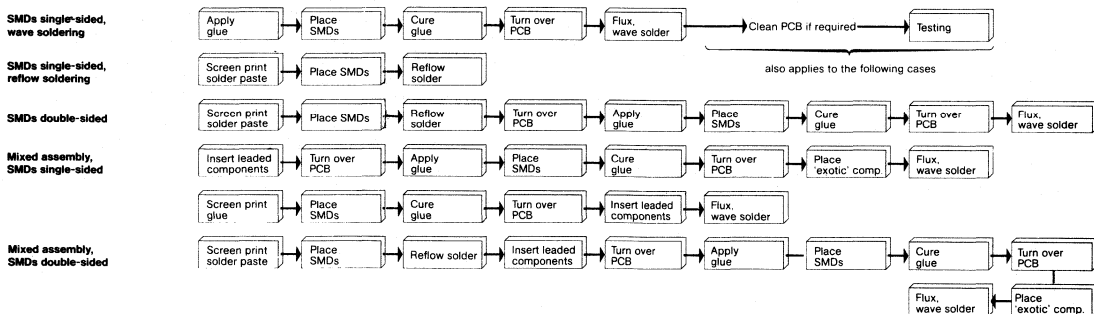 SMDs single-sided,
wave soldering
Apply
glue
Place
SMDs
Cure
glue
Turn over
PCB
Flux,
wave solder
Clean PCB if required
Testing
also applies to the following cases
SMDs single-sided,
reflow soldering
Screen print
solder paste
Place SMDs
Reflow
solder
SMDs double-sided
Screen print
solder paste
Place SMDs
Reflow
solder
Turn over
PCB
Apply
glue
Place
SMDs
Cure
glue
Turn over
PCB
Flux,
wave solder
Mixed assembly,
SMDs single-sided
Insert leaded
components
Turn over
PCB
Apply
glue
Place
SMDs
Cure
glue
Turn over
PCB
Place
'exotic' comp.
Flux,
wave solder
Screen print
glue
Place
SMDs
Cure
glue
Turn over
PCB
Insert leaded
components
Flux,
wave solder
Mixed assembly,
SMDs double-sided
Screen print
solder paste
Place
SMDs
Reflow solder
Insert leaded
components
Turn over
PCB
Apply
glue
Place
SMDs
Cure
glue
Turn over
PCB
Flux,
wave solder
Place
'exotic' comp.